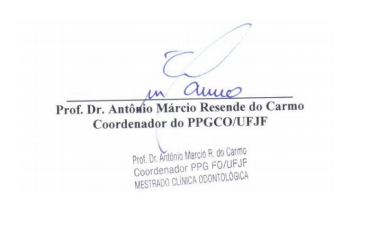 Prof. Dr. Antônio Márcio Resende do Carmo
Coordenador do PPGCO/UFJF
Prof. Dr. Antônio Marcio R. do Carmo
Coordenador PPG FO/UFJF
MESTRADO CLÍNICA ODONTOLÓGICA